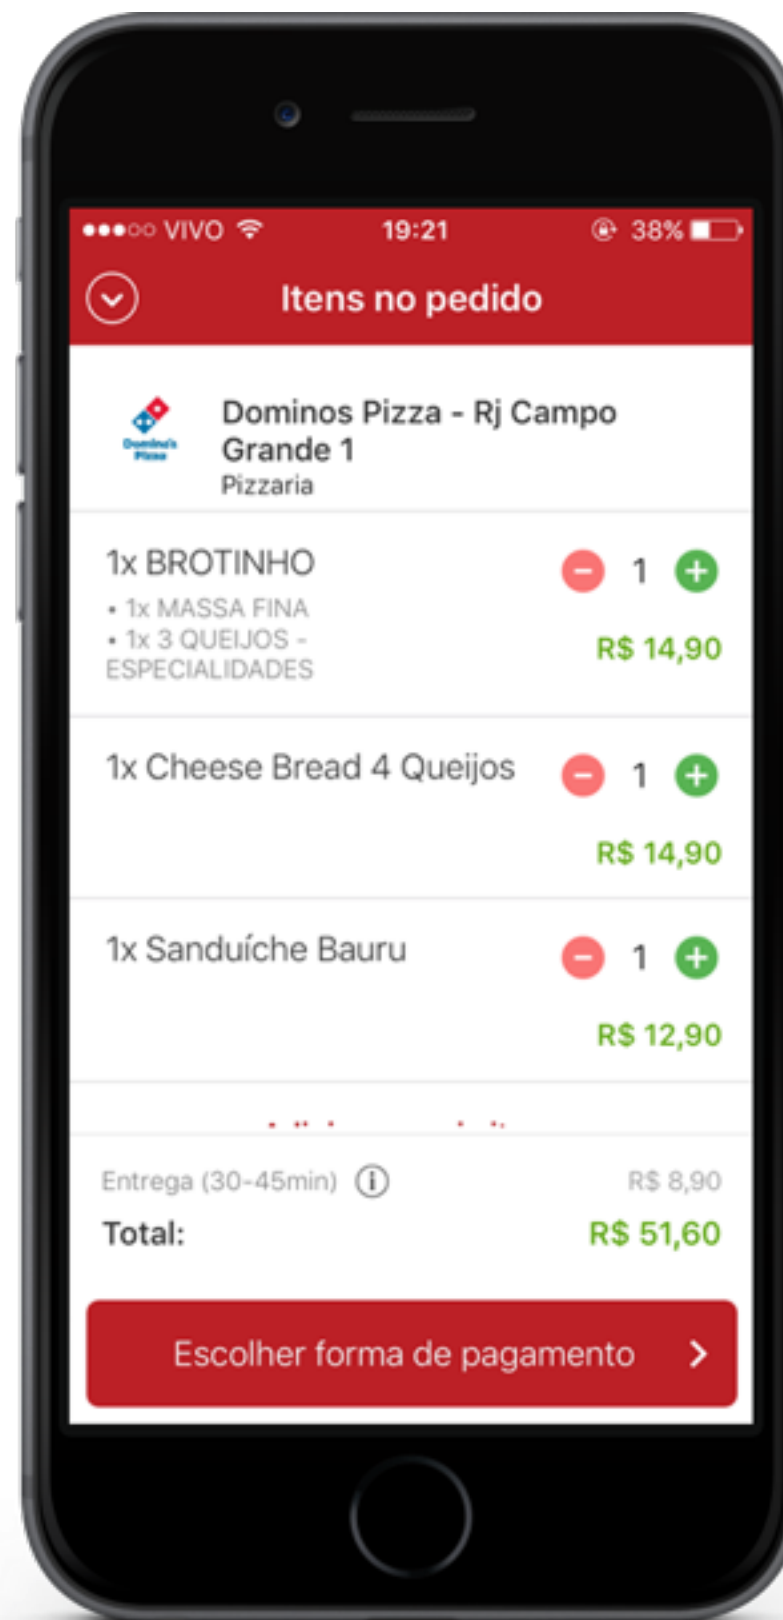 VIVO 19:21 38%
Itens no pedido
Domino's
Pizza
Dominos Pizza - Rj Campo
Grande 1
Pizzaria
1x BROTINHO 1
• 1x MASSA FINA
• 1x 3 QUEIJOS -
ESPECIALIDADES
R$ 14,90
1x Cheese Bread 4 Queijos 1
R$ 14,90
1x Sanduíche Bauru 1
R$ 12,90
Entrega (30-45min) R$ 8,90
Total: R$ 51,60
Escolher forma de pagamento